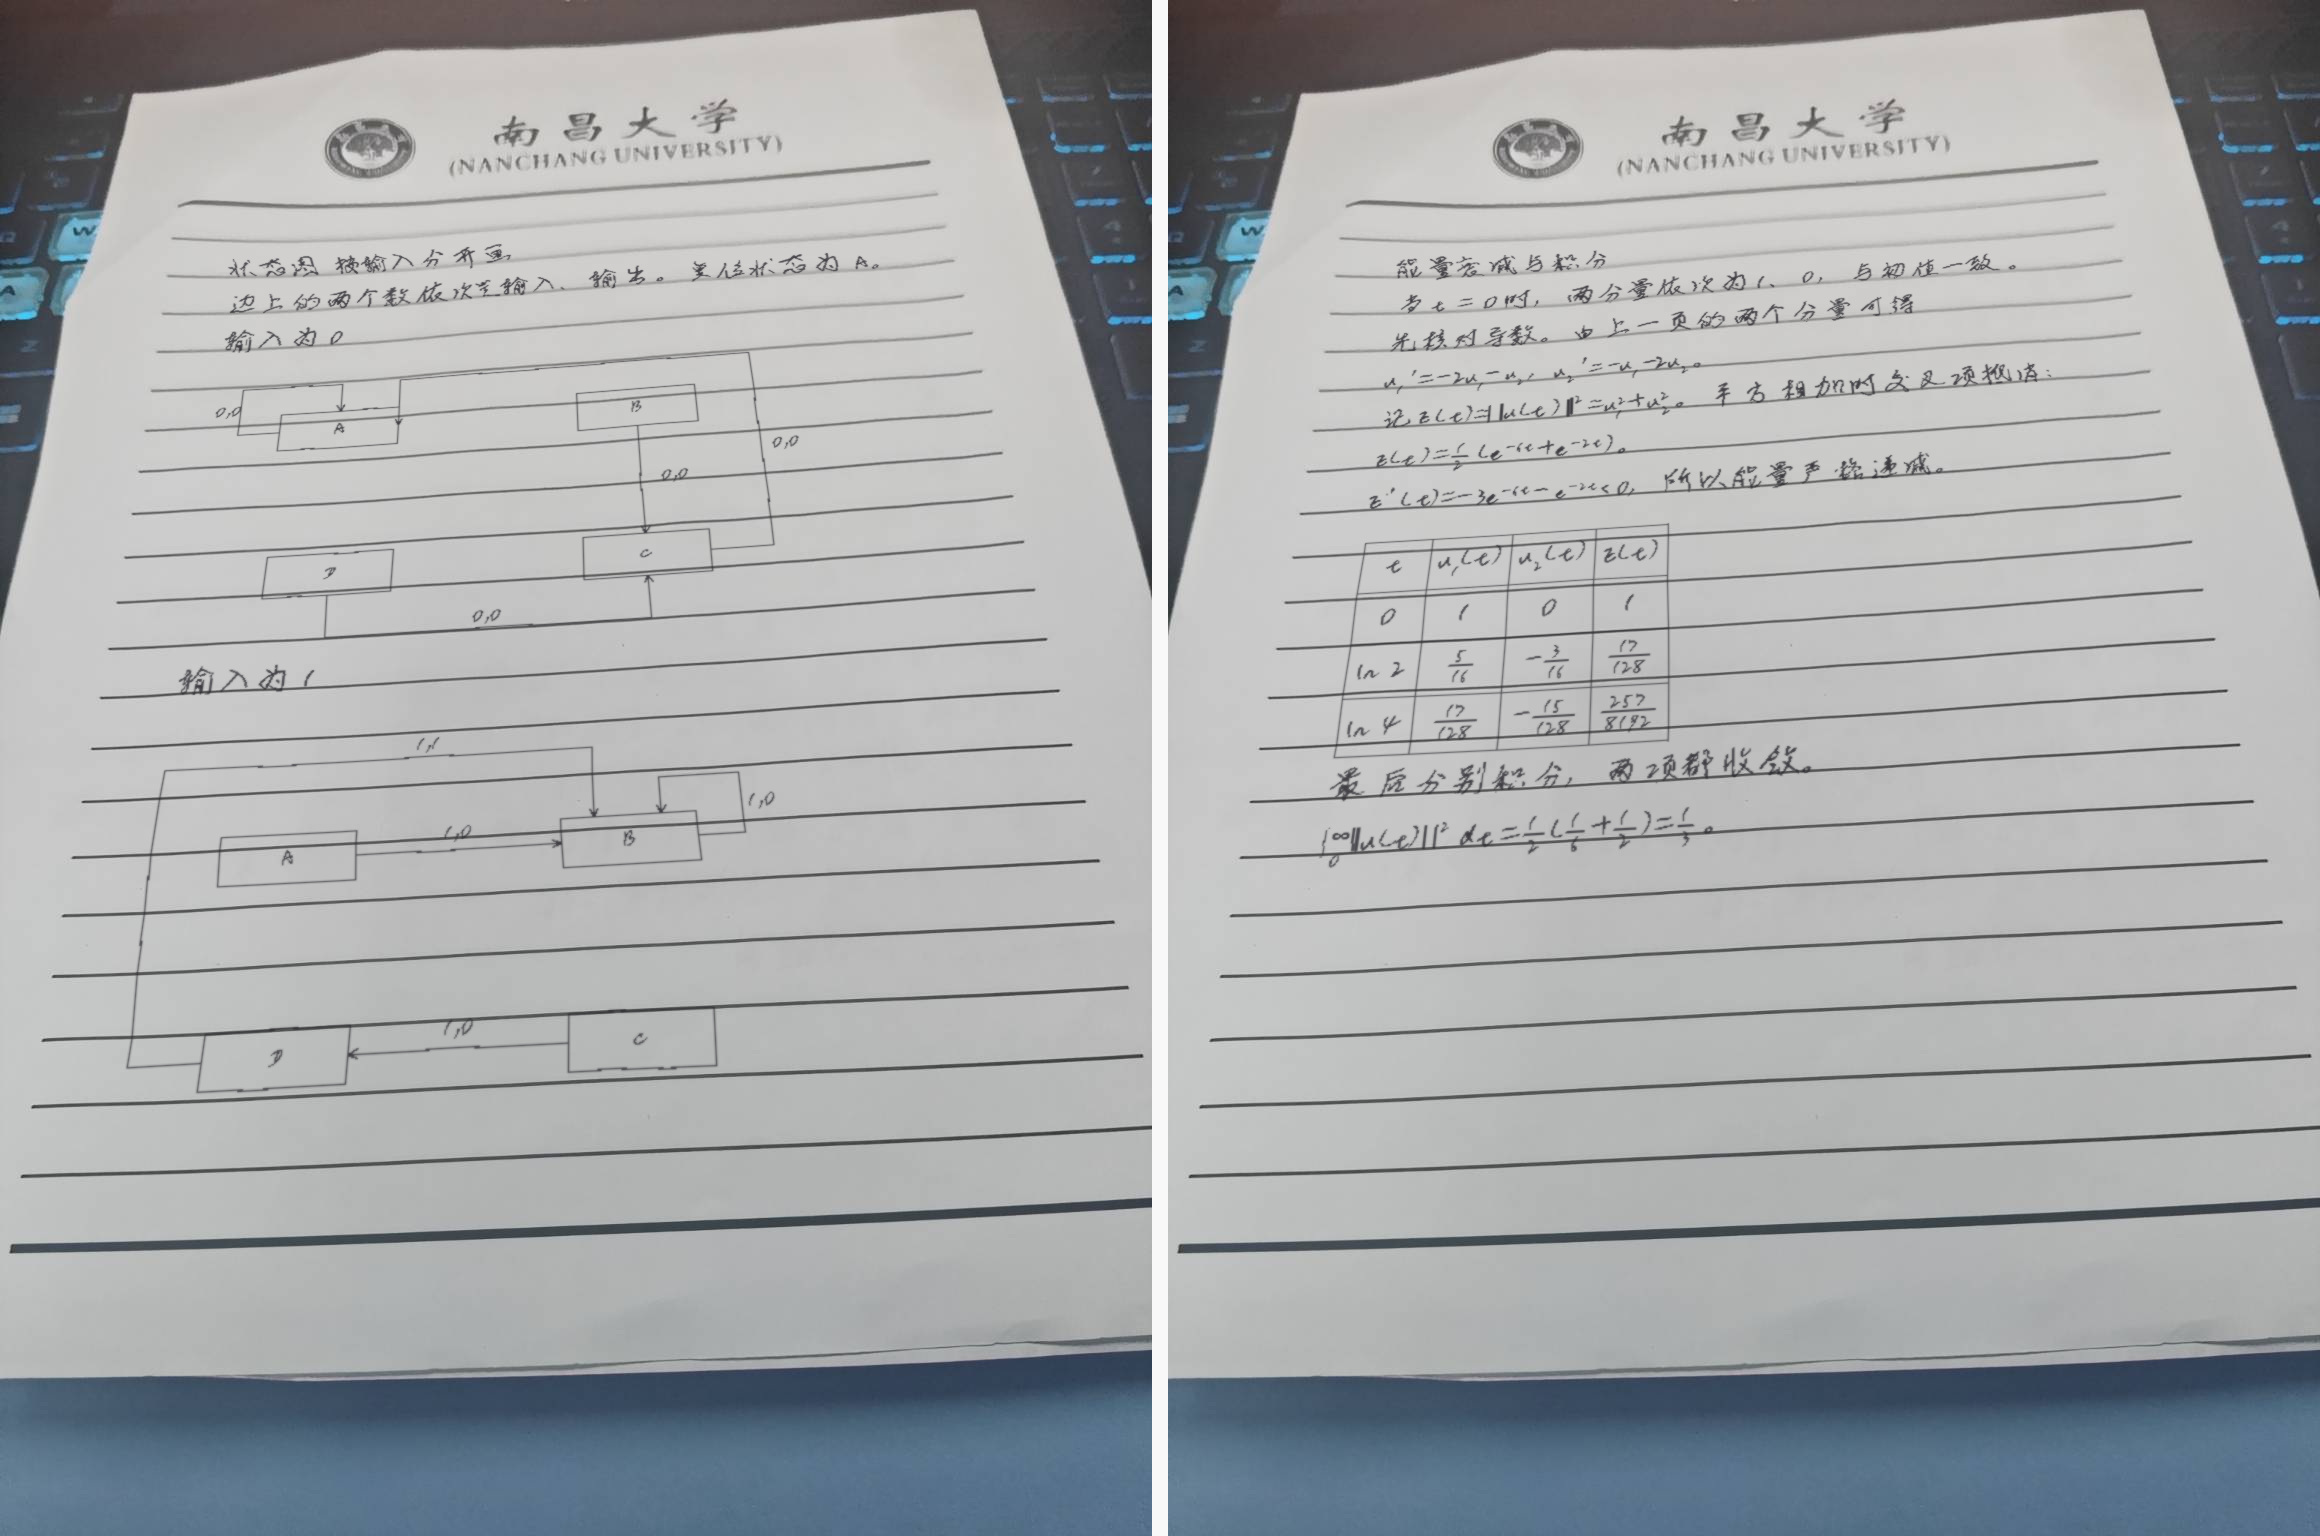 南昌大学
(NANCHANG UNIVERSITY)
状态图按输入分开画
边上的两个数依次是输入、输出。复位状态为 A。
输入为 0
0,0
A
B
0,0
0,0
D
C
0,0
输入为 1
1,1
1,0
A
1,0
B
D
1,0
C
南昌大学
(NANCHANG UNIVERSITY)
能量衰减与积分
当 t = 0 时, 两分量依次为 1、0, 与初值一致。
先核对导数。由上一页的两个分量可得
u₁′=-2u₁-u₂, u₂′=-u₁-2u₂。
记 E(t)=||u(t)||²=u₁²+u₂²。平方相加时交叉项抵消:
E(t)=1/2(e^{-6t}+e^{-2t})。
E′(t)=-3e^{-6t}-e^{-2t}<0, 所以能量严格递减。
t u₁(t) u₂(t) E(t)
0 1 0 1
ln 2 5/16 -3/16 17/128
ln 4 17/128 -15/128 257/8192
最后分别积分, 两项都收敛。
∫₀^∞||u(t)||² dt=1/2(1/6+1/2)=1/3。